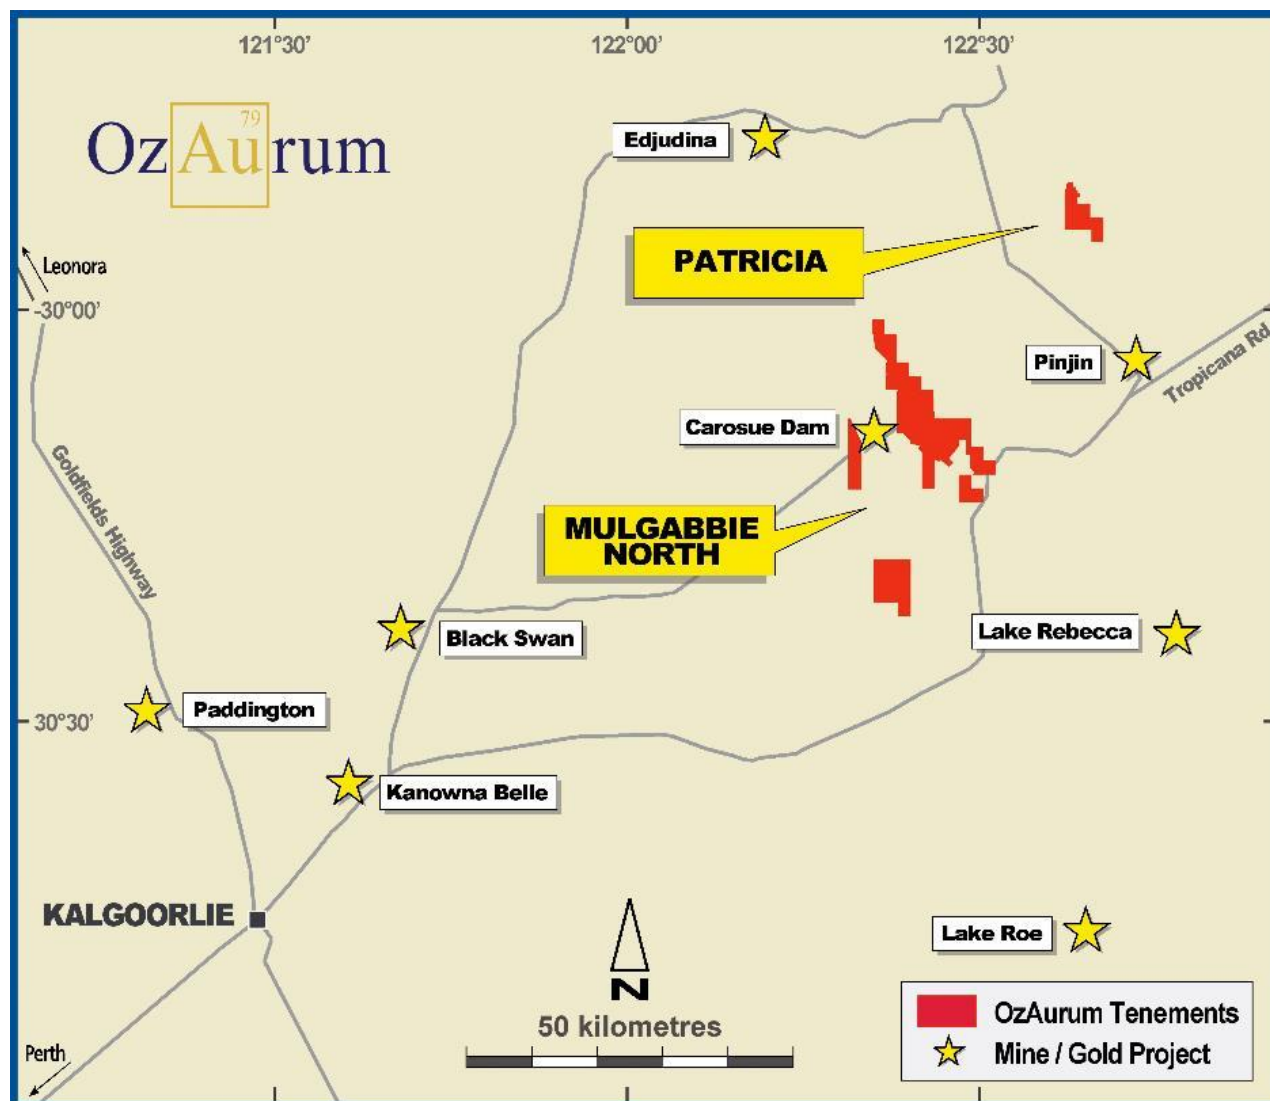 121°30’
122°00’
122°30’
79
OzAurum
Edjudina
PATRICIA
Leonora
-30°00’
Pinjin
Tropicana Rd
Carosue Dam
Goldfields Highway
MULGABBIE
NORTH
Black Swan
Lake Rebecca
Paddington
30°30’
Kanowna Belle
KALGOORLIE
Lake Roe
N
50 kilometres
OzAurum Tenements
Mine / Gold Project
Perth